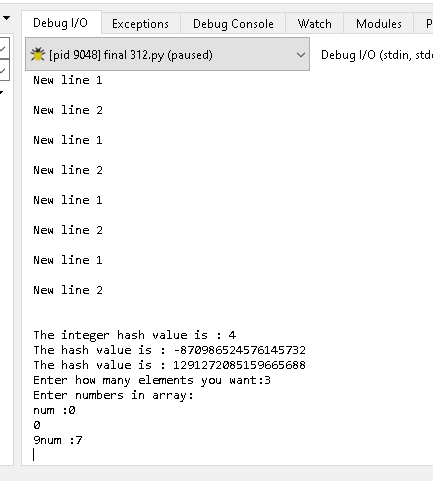 Debug I/O Exceptions Debug Console Watch Modules P
[pid 9048] final 312.py (paused) Debug I/O (stdin, stde
New line 1
New line 2
New line 1
New line 2
New line 1
New line 2
New line 1
New line 2
The integer hash value is : 4
The hash value is : -870986524576145732
The hash value is : 1291272085159665688
Enter how many elements you want:3
Enter numbers in array:
num :0
0
9num :7